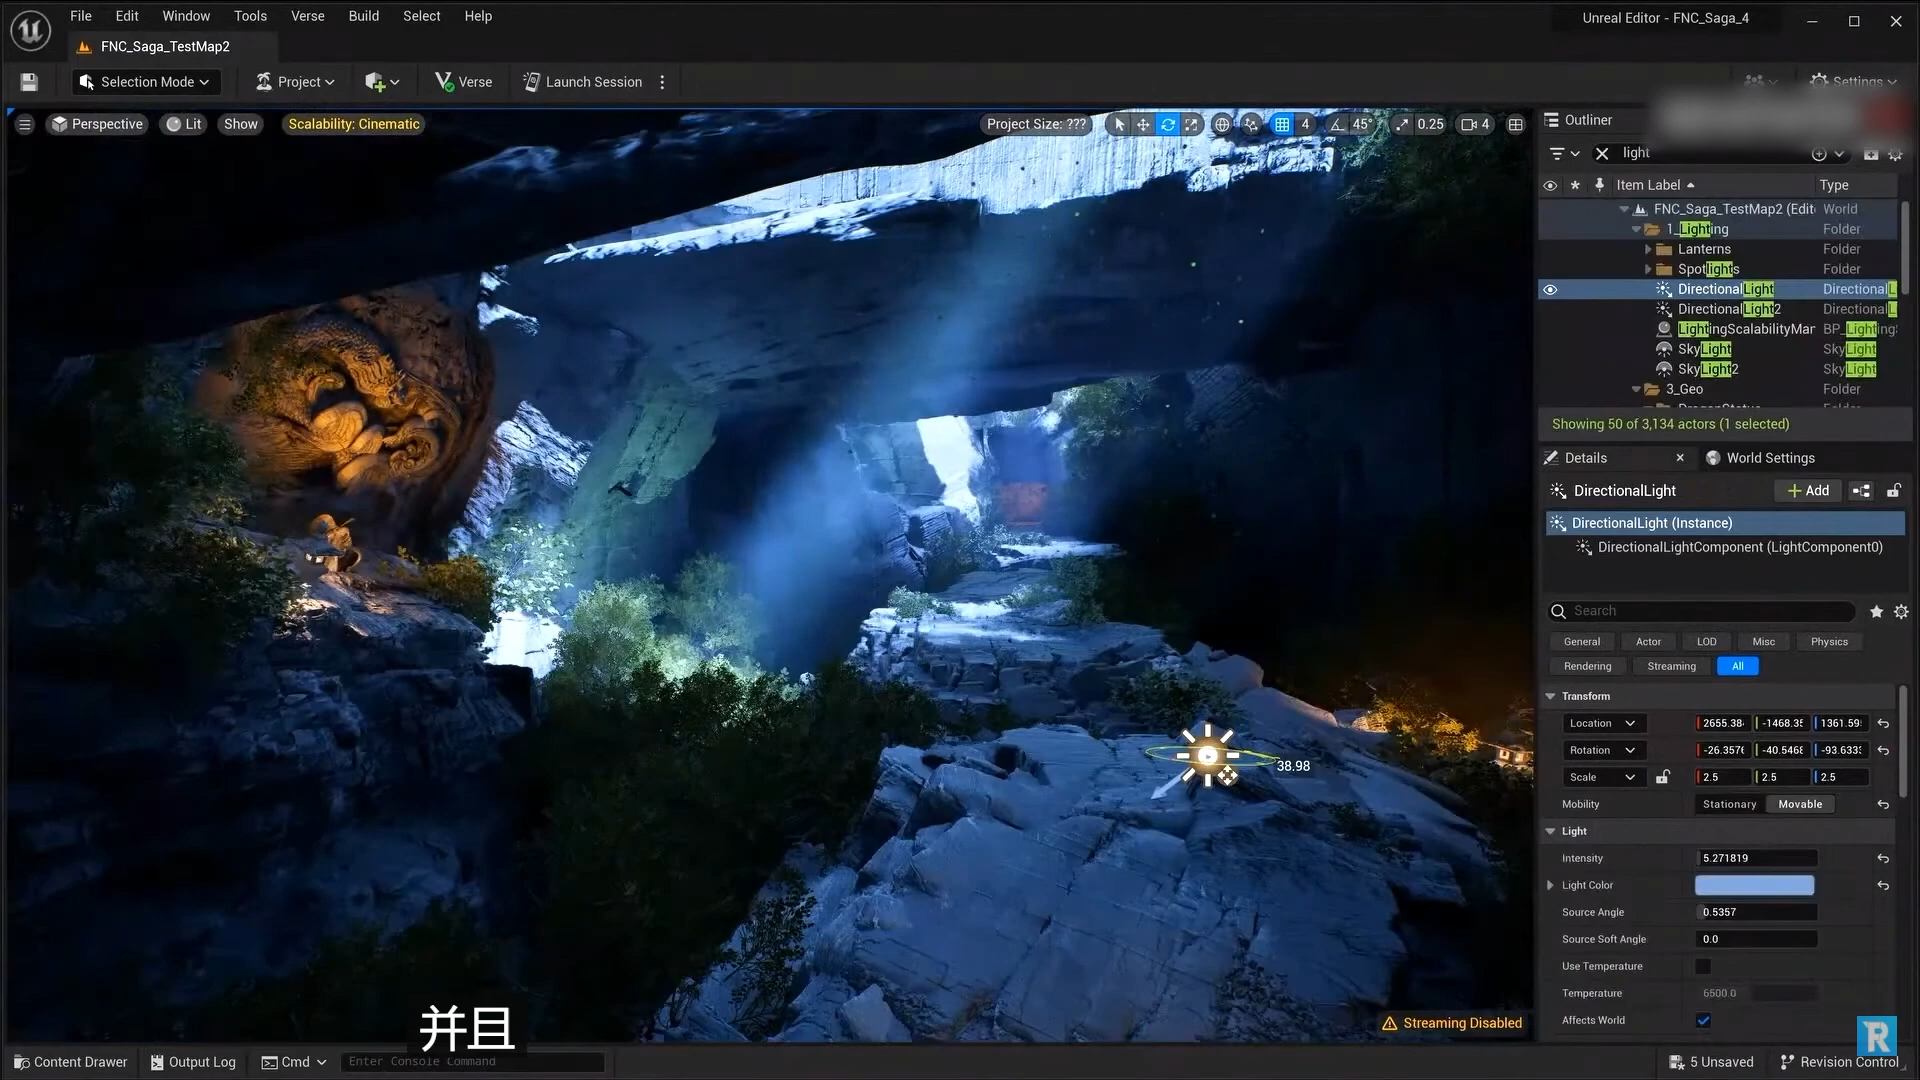 File Edit Window Tools Verse Build Select Help
Unreal Editor - FNC_Saga_4
FNC_Saga_TestMap2
Selection Mode Project Verse Launch Session
Settings
Perspective Lit Show Scalability: Cinematic
Project Size: ??? 4 45° 0.25 4
Outliner
light
Item Label Type
FNC_Saga_TestMap2 (Edit World
1_Lighting Folder
Lanterns Folder
Spotlights Folder
DirectionalLight DirectionalL
DirectionalLight2 DirectionalL
LightingScalabilityMar BP_Lighting
SkyLight SkyLight
SkyLight2 SkyLight
3_Geo Folder
Showing 50 of 3,134 actors (1 selected)
Details World Settings
DirectionalLight Add
DirectionalLight (Instance)
DirectionalLightComponent (LightComponent0)
Search
General Actor LOD Misc Physics
Rendering Streaming All
Transform
Location 2655.38 -1468.35 1361.59
Rotation -26.357 -40.546 -93.633
Scale 2.5 2.5 2.5
Mobility Stationary Movable
Light
Intensity 5.271819
Light Color
Source Angle 0.5357
Source Soft Angle 0.0
Use Temperature
Temperature 6500.0
Affects World
38.98
Streaming Disabled
并且
Content Drawer Output Log Cmd Enter Console Command
5 Unsaved Revision Control
R